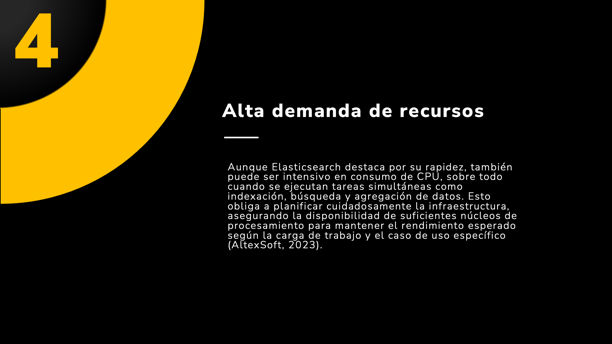 4
Alta demanda de recursos
Aunque Elasticsearch destaca por su rapidez, también
puede ser intensivo en consumo de CPU, sobre todo
cuando se ejecutan tareas simultáneas como
indexación, búsqueda y agregación de datos. Esto
obliga a planificar cuidadosamente la infraestructura,
asegurando la disponibilidad de suficientes núcleos de
procesamiento para mantener el rendimiento esperado
según la carga de trabajo y el caso de uso específico
(AltexSoft, 2023).